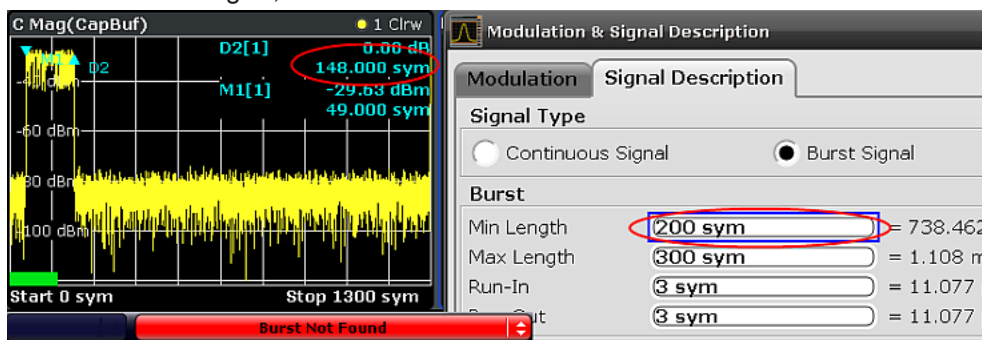 C Mag(CapBuf)
1 Clrw
D2[1] 0.00 dB
148.000 sym
M1[1] -29.63 dBm
49.000 sym
M1
D2
-60 dBm
-100 dBm
Start 0 sym
Stop 1300 sym
Burst Not Found
Modulation & Signal Description
Modulation
Signal Description
Signal Type
Continuous Signal
Burst Signal
Burst
Min Length 200 sym = 738.462
Max Length 300 sym = 1.108 m
Run-In 3 sym = 11.077
3 sym = 11.077